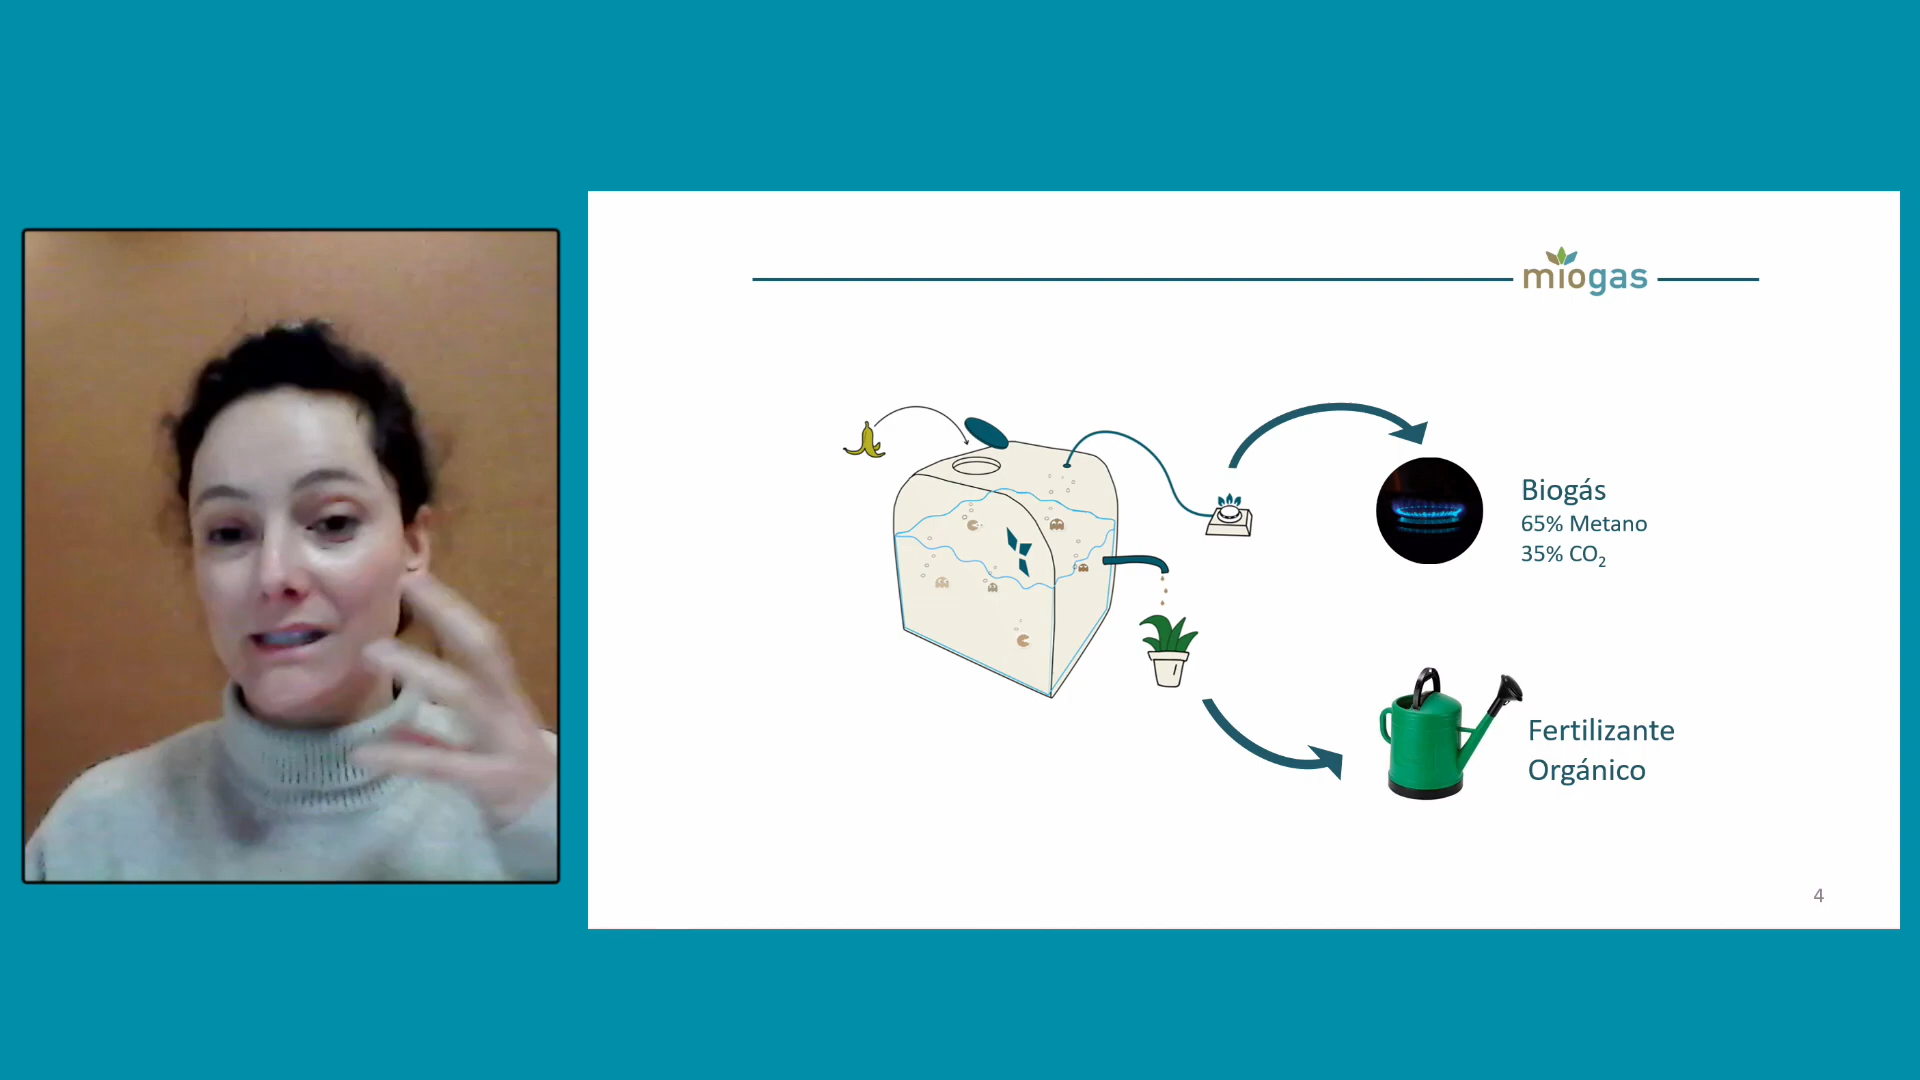 miogas
Biogás
65% Metano
35% CO₂
Fertilizante
Orgánico
4